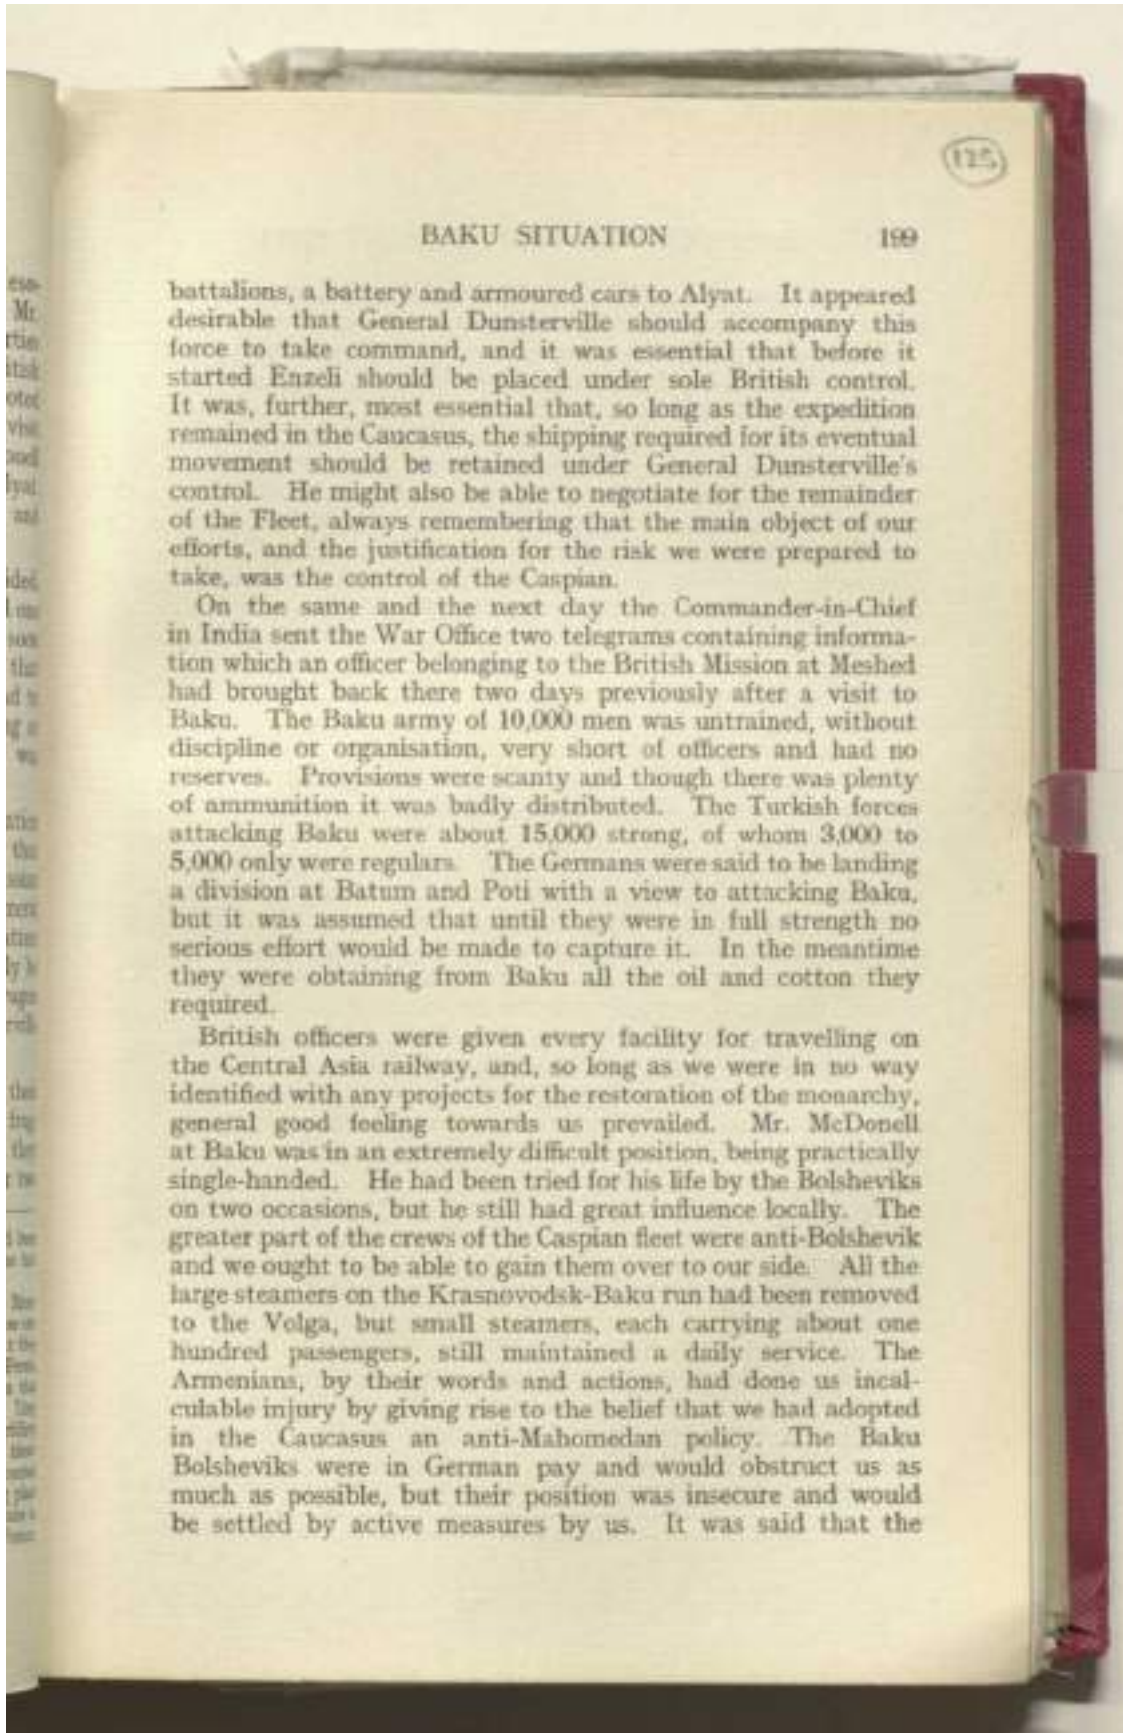 125
BAKU SITUATION 199
battalions, a battery and armoured cars to Alyat. It appeared
desirable that General Dunsterville should accompany this
force to take command, and it was essential that before it
started Enzeli should be placed under sole British control.
It was, further, most essential that, so long as the expedition
remained in the Caucasus, the shipping required for its eventual
movement should be retained under General Dunsterville's
control. He might also be able to negotiate for the remainder
of the Fleet, always remembering that the main object of our
efforts, and the justification for the risk we were prepared to
take, was the control of the Caspian.
On the same and the next day the Commander-in-Chief
in India sent the War Office two telegrams containing informa-
tion which an officer belonging to the British Mission at Meshed
had brought back there two days previously after a visit to
Baku. The Baku army of 10,000 men was untrained, without
discipline or organisation, very short of officers and had no
reserves. Provisions were scanty and though there was plenty
of ammunition it was badly distributed. The Turkish forces
attacking Baku were about 15,000 strong, of whom 3,000 to
5,000 only were regulars. The Germans were said to be landing
a division at Batum and Poti with a view to attacking Baku,
but it was assumed that until they were in full strength no
serious effort would be made to capture it. In the meantime
they were obtaining from Baku all the oil and cotton they
required.
British officers were given every facility for travelling on
the Central Asia railway, and, so long as we were in no way
identified with any projects for the restoration of the monarchy,
general good feeling towards us prevailed. Mr. McDonell
at Baku was in an extremely difficult position, being practically
single-handed. He had been tried for his life by the Bolsheviks
on two occasions, but he still had great influence locally. The
greater part of the crews of the Caspian fleet were anti-Bolshevik
and we ought to be able to gain them over to our side. All the
large steamers on the Krasnovodsk-Baku run had been removed
to the Volga, but small steamers, each carrying about one
hundred passengers, still maintained a daily service. The
Armenians, by their words and actions, had done us incal-
culable injury by giving rise to the belief that we had adopted
in the Caucasus an anti-Mahomedan policy. The Baku
Bolsheviks were in German pay and would obstruct us as
much as possible, but their position was insecure and would
be settled by active measures by us. It was said that the